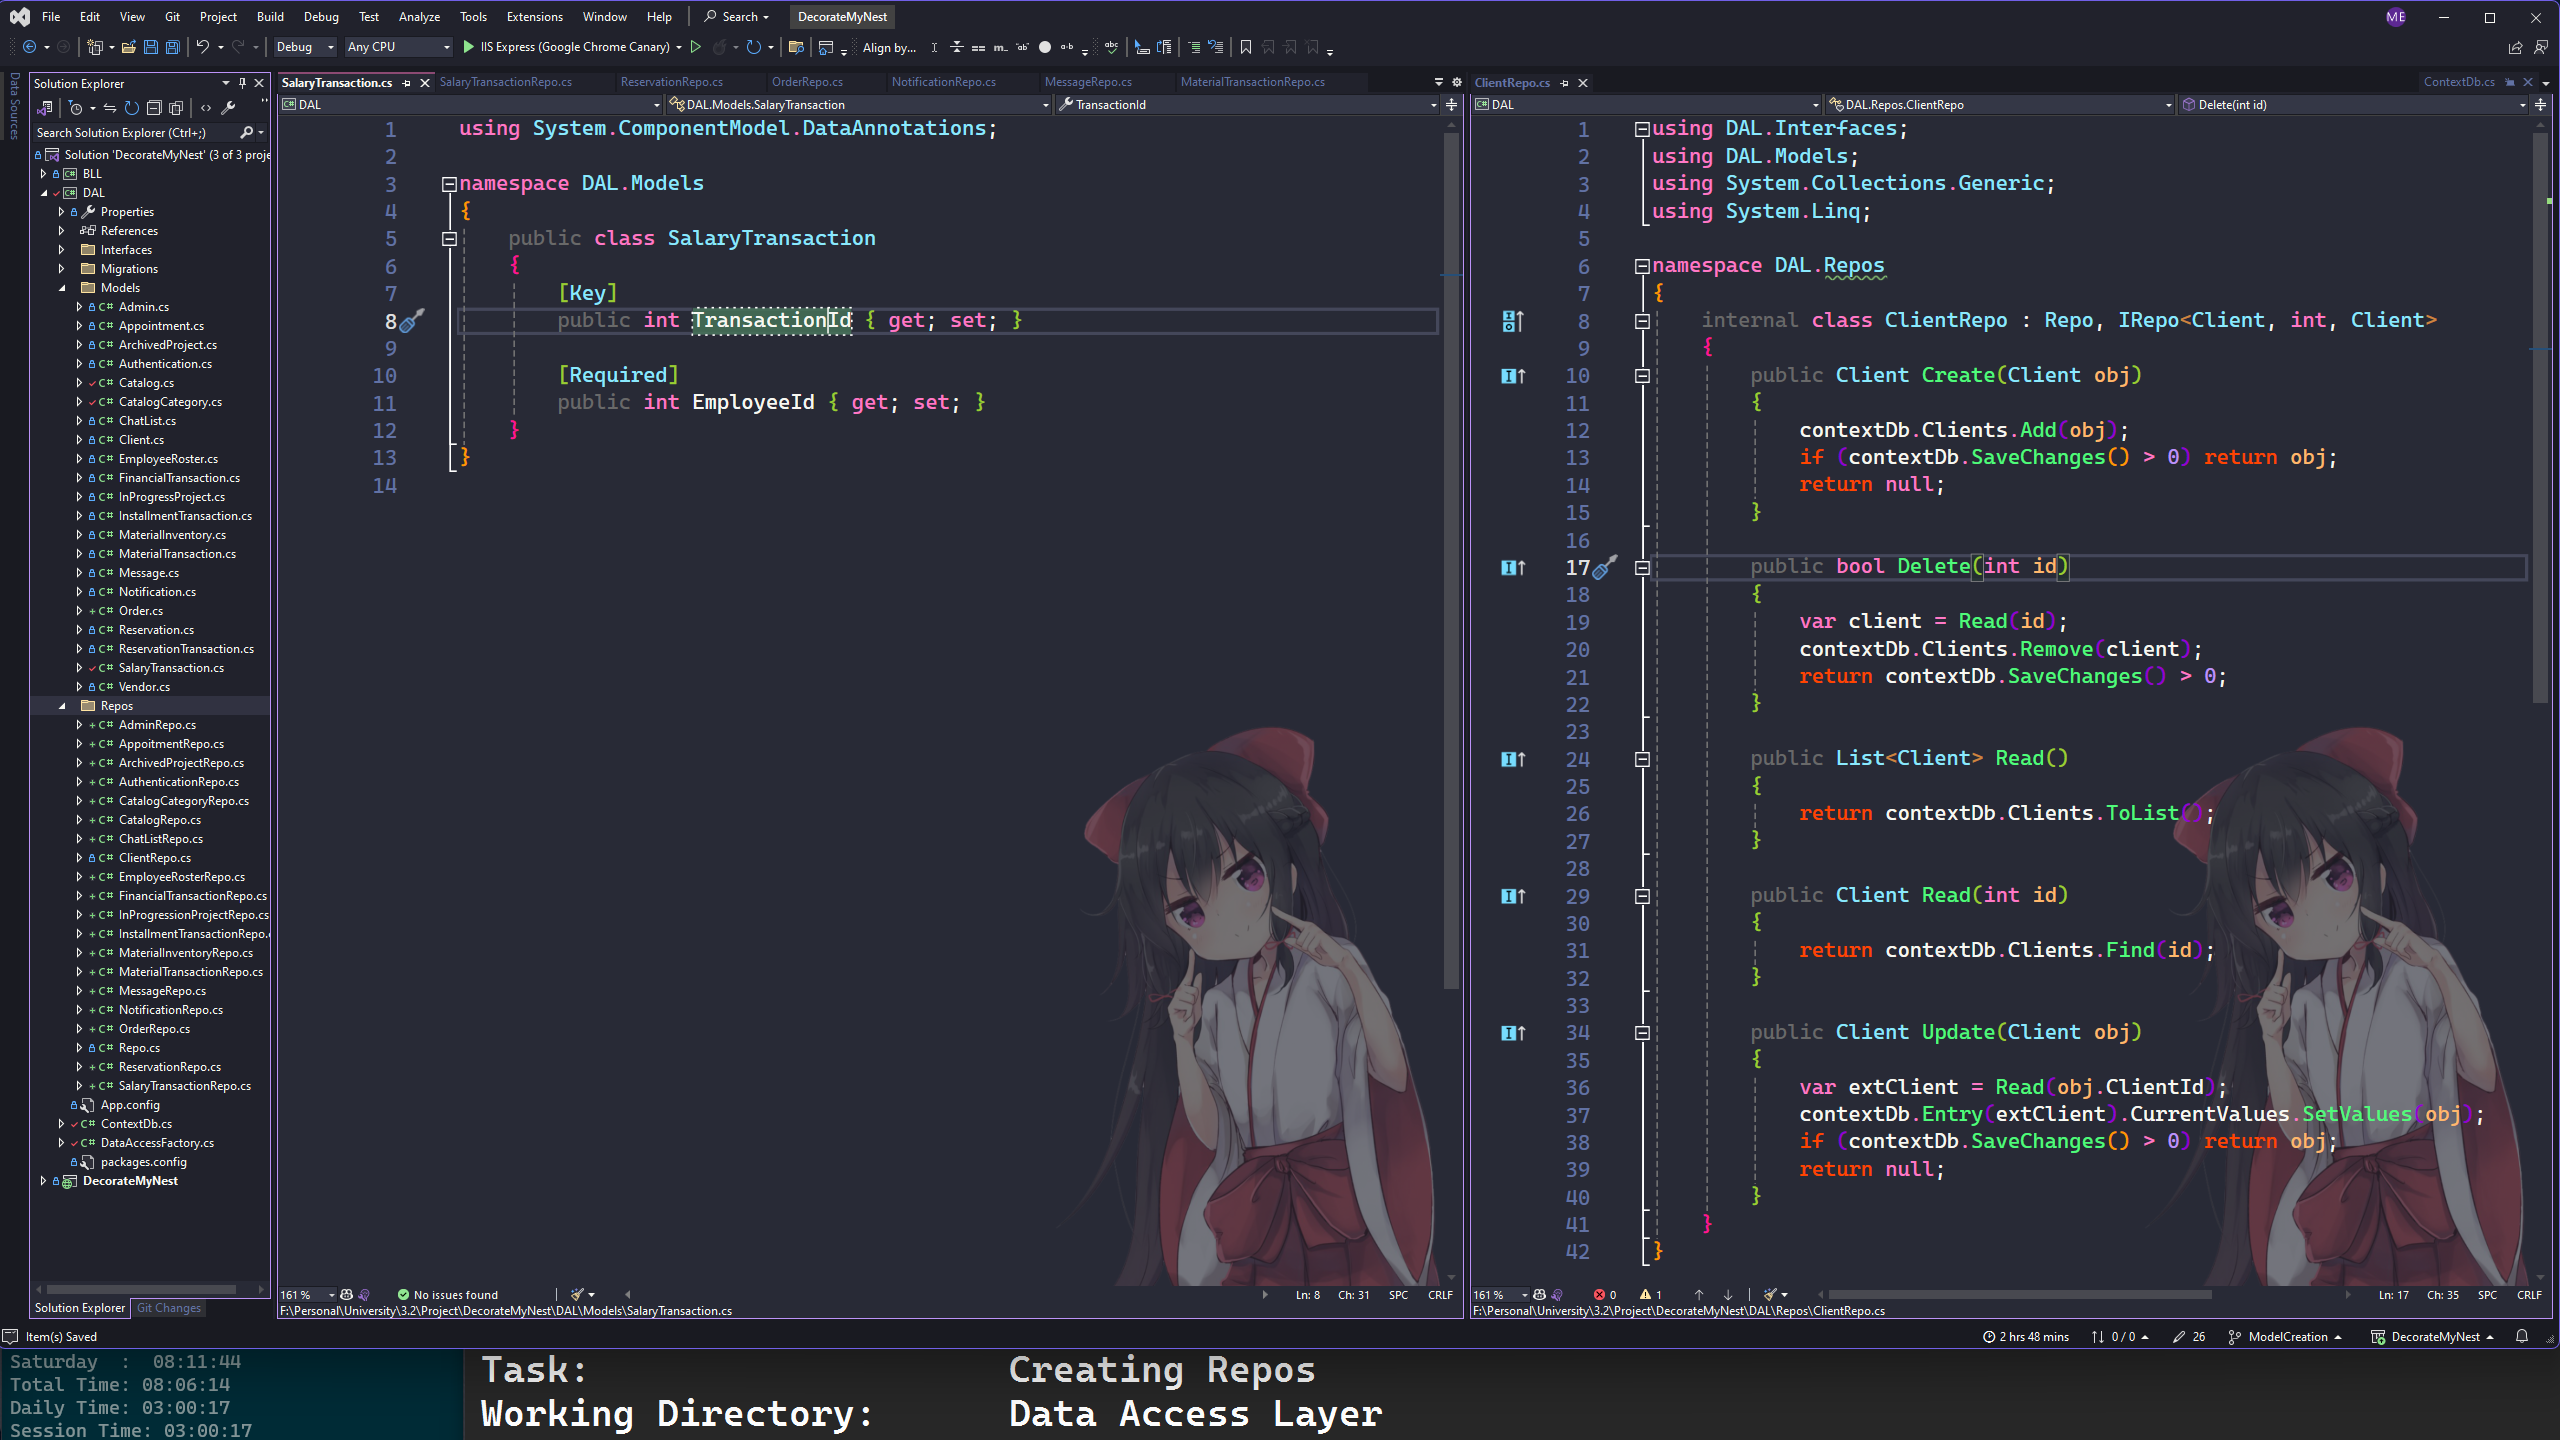 File Edit View Git Project Build Debug Test Analyze Tools Extensions Window Help Search DecorateMyNest ME
Debug Any CPU IIS Express (Google Chrome Canary) Align by...
Data Sources
Solution Explorer
Search Solution Explorer (Ctrl+;)
Solution 'DecorateMyNest' (3 of 3 proje
BLL
DAL
Properties
References
Interfaces
Migrations
Models
Admin.cs
Appointment.cs
ArchivedProject.cs
Authentication.cs
Catalog.cs
CatalogCategory.cs
ChatList.cs
Client.cs
EmployeeRoster.cs
FinancialTransaction.cs
InProgressProject.cs
InstallmentTransaction.cs
MaterialInventory.cs
MaterialTransaction.cs
Message.cs
Notification.cs
Order.cs
Reservation.cs
ReservationTransaction.cs
SalaryTransaction.cs
Vendor.cs
Repos
AdminRepo.cs
AppoitmentRepo.cs
ArchivedProjectRepo.cs
AuthenticationRepo.cs
CatalogCategoryRepo.cs
CatalogRepo.cs
ChatListRepo.cs
ClientRepo.cs
EmployeeRosterRepo.cs
FinancialTransactionRepo.cs
InProgressionProjectRepo.cs
InstallmentTransactionRepo.
MaterialInventoryRepo.cs
MaterialTransactionRepo.cs
MessageRepo.cs
NotificationRepo.cs
OrderRepo.cs
Repo.cs
ReservationRepo.cs
SalaryTransactionRepo.cs
App.config
ContextDb.cs
DataAccessFactory.cs
packages.config
DecorateMyNest
Solution Explorer Git Changes
SalaryTransaction.cs SalaryTransactionRepo.cs ReservationRepo.cs OrderRepo.cs NotificationRepo.cs MessageRepo.cs MaterialTransactionRepo.cs
DAL DAL.Models.SalaryTransaction TransactionId
1 using System.ComponentModel.DataAnnotations;
2
3 namespace DAL.Models
4 {
5 public class SalaryTransaction
6 {
7 [Key]
8 public int TransactionId { get; set; }
9
10 [Required]
11 public int EmployeeId { get; set; }
12 }
13 }
14
161 % No issues found Ln: 8 Ch: 31 SPC CRLF
F:\Personal\University\3.2\Project\DecorateMyNest\DAL\Models\SalaryTransaction.cs
ClientRepo.cs ContextDb.cs
DAL DAL.Repos.ClientRepo Delete(int id)
1 using DAL.Interfaces;
2 using DAL.Models;
3 using System.Collections.Generic;
4 using System.Linq;
5
6 namespace DAL.Repos
7 {
8 internal class ClientRepo : Repo, IRepo<Client, int, Client>
9 {
10 public Client Create(Client obj)
11 {
12 contextDb.Clients.Add(obj);
13 if (contextDb.SaveChanges() > 0) return obj;
14 return null;
15 }
16
17 public bool Delete(int id)
18 {
19 var client = Read(id);
20 contextDb.Clients.Remove(client);
21 return contextDb.SaveChanges() > 0;
22 }
23
24 public List<Client> Read()
25 {
26 return contextDb.Clients.ToList();
27 }
28
29 public Client Read(int id)
30 {
31 return contextDb.Clients.Find(id);
32 }
33
34 public Client Update(Client obj)
35 {
36 var extClient = Read(obj.ClientId);
37 contextDb.Entry(extClient).CurrentValues.SetValues(obj);
38 if (contextDb.SaveChanges() > 0) return obj;
39 return null;
40 }
41 }
42 }
161 % 0 1 Ln: 17 Ch: 35 SPC CRLF
F:\Personal\University\3.2\Project\DecorateMyNest\DAL\Repos\ClientRepo.cs
Item(s) Saved 2 hrs 48 mins 0 / 0 26 ModelCreation DecorateMyNest
Saturday : 08:11:44
Total Time: 08:06:14
Daily Time: 03:00:17
Session Time: 03:00:17
Task: Creating Repos
Working Directory: Data Access Layer